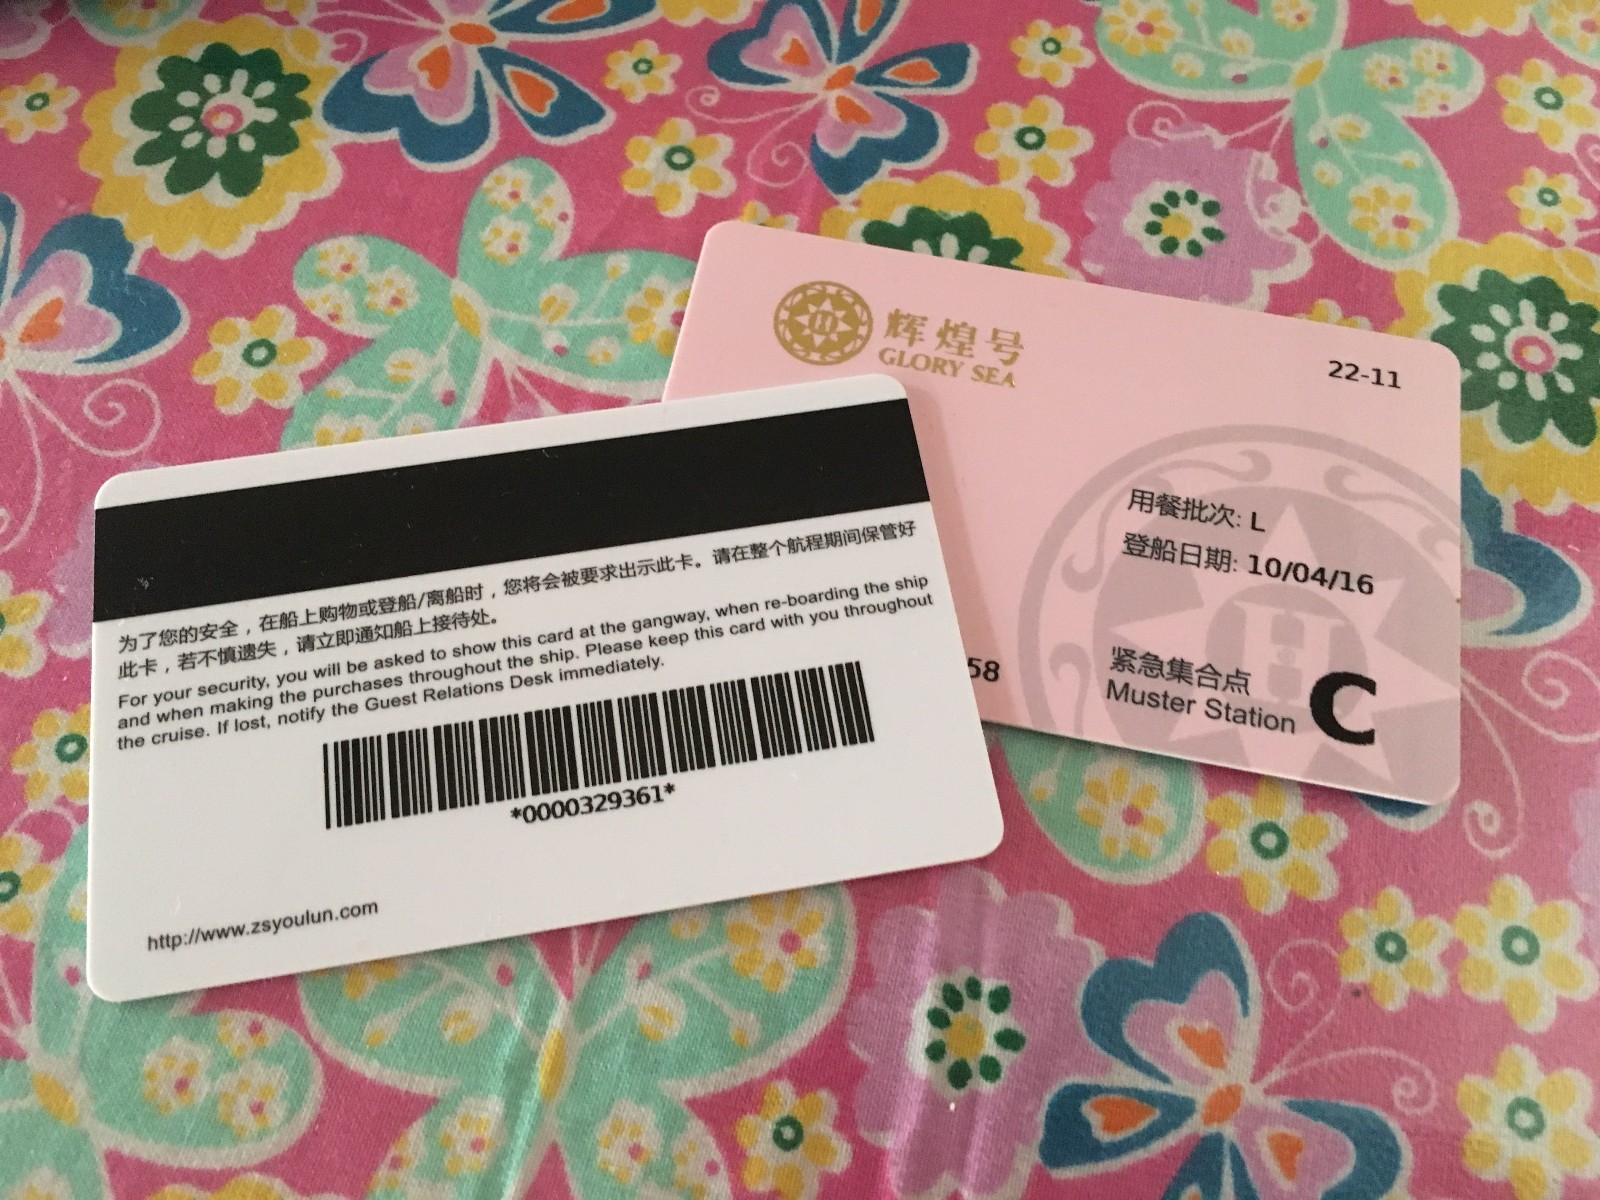 辉煌号
GLORY SEA
22-11
用餐批次: L
登船日期: 10/04/16
58
紧急集合点
Muster Station C
为了您的安全，在船上购物或登船/离船时，您将会被要求出示此卡。请在整个航程期间保管好
此卡，若不慎遗失，请立即通知船上接待处。
For your security, you will be asked to show this card at the gangway, when re-boarding the ship
and when making the purchases throughout the ship. Please keep this card with you throughout
the cruise. If lost, notify the Guest Relations Desk immediately.
*0000329361*
http://www.zsyoulun.com